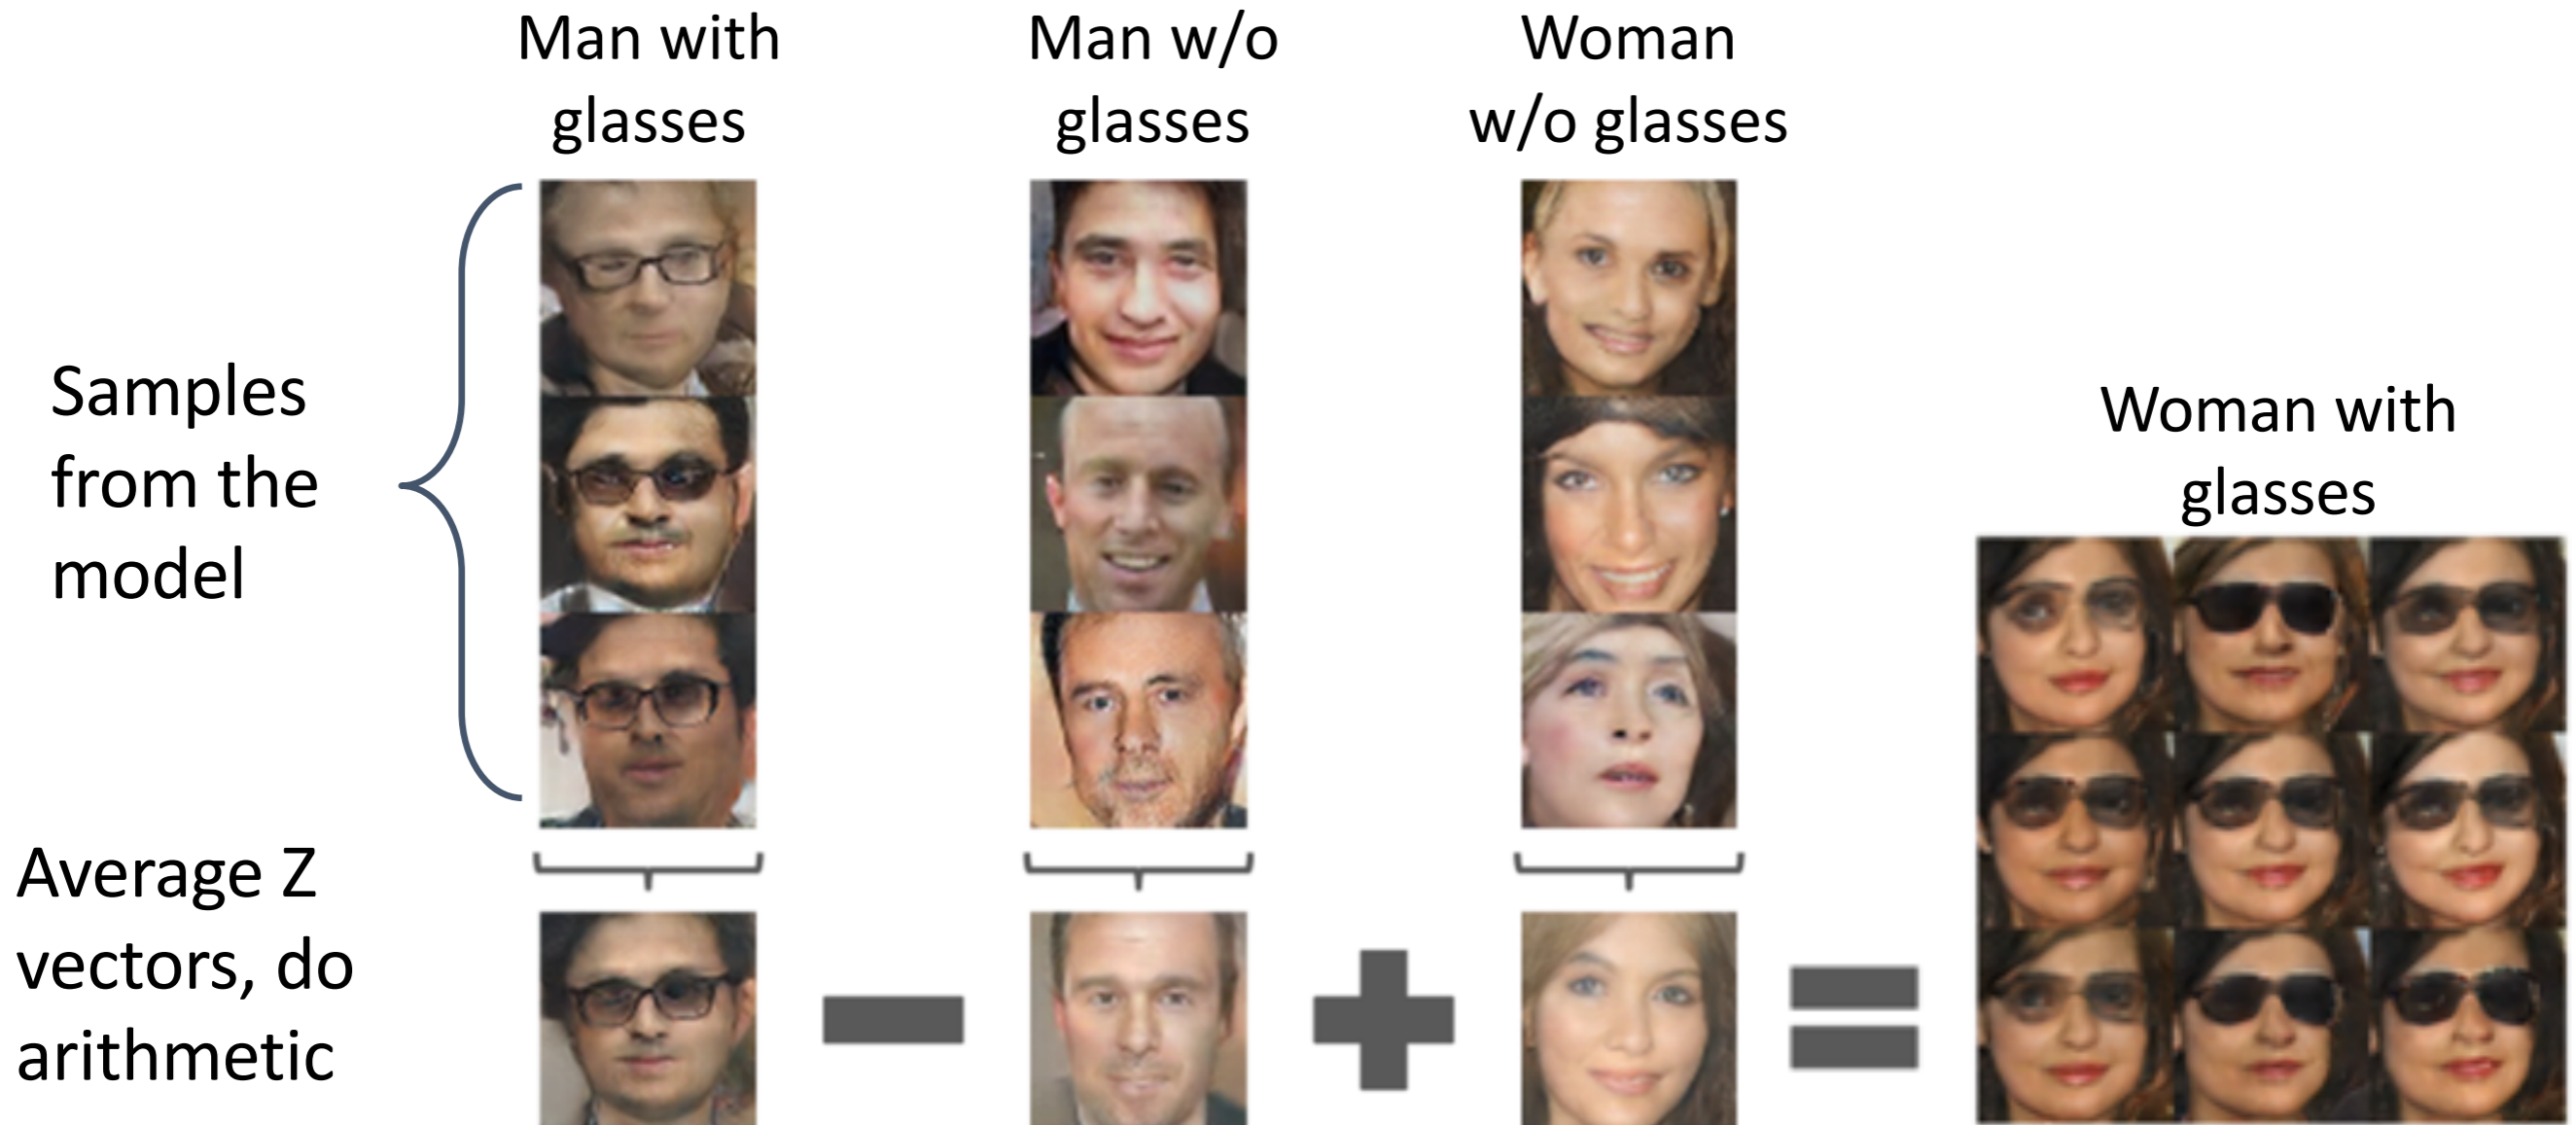 Man with
glasses
Man w/o
glasses
Woman
w/o glasses
Samples
from the
model
Woman with
glasses
Average Z
vectors, do
arithmetic